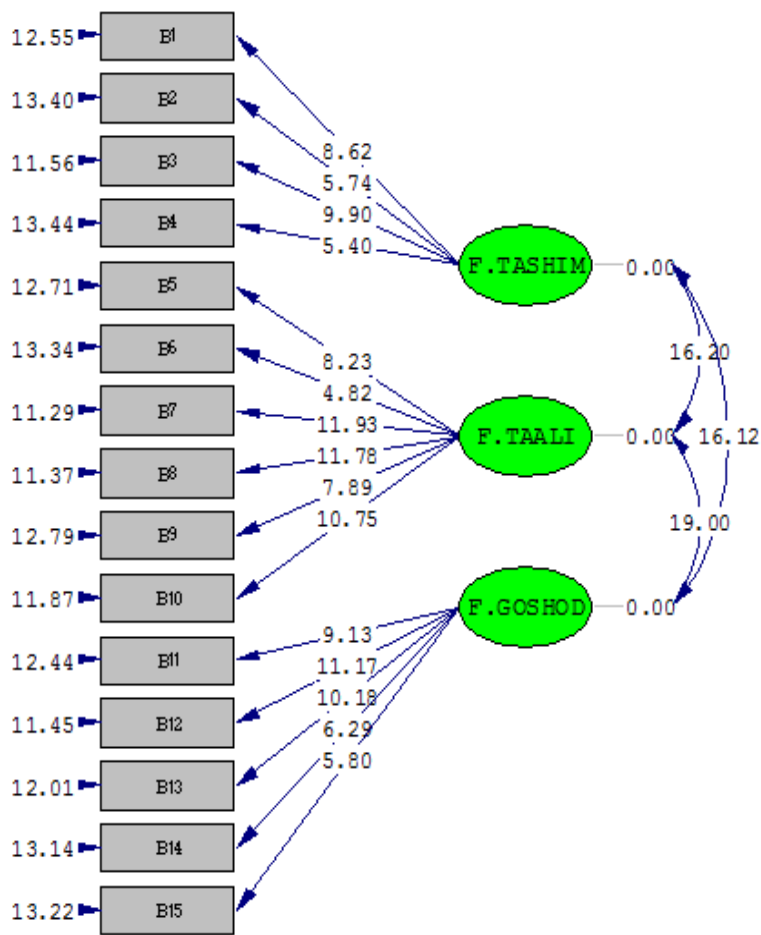 12.55 B1
13.40 B2
11.56 B3
13.44 B4
12.71 B5
13.34 B6
11.29 B7
11.37 B8
12.79 B9
11.87 B10
12.44 B11
11.45 B12
12.01 B13
13.14 B14
13.22 B15
8.62
5.74
9.90
5.40
8.23
4.82
11.93
11.78
7.89
10.75
9.13
11.17
10.18
6.29
5.80
F.TASHIM 0.00
F.TAALI 0.00
F.GOSHOD 0.00
16.20
16.12
19.00